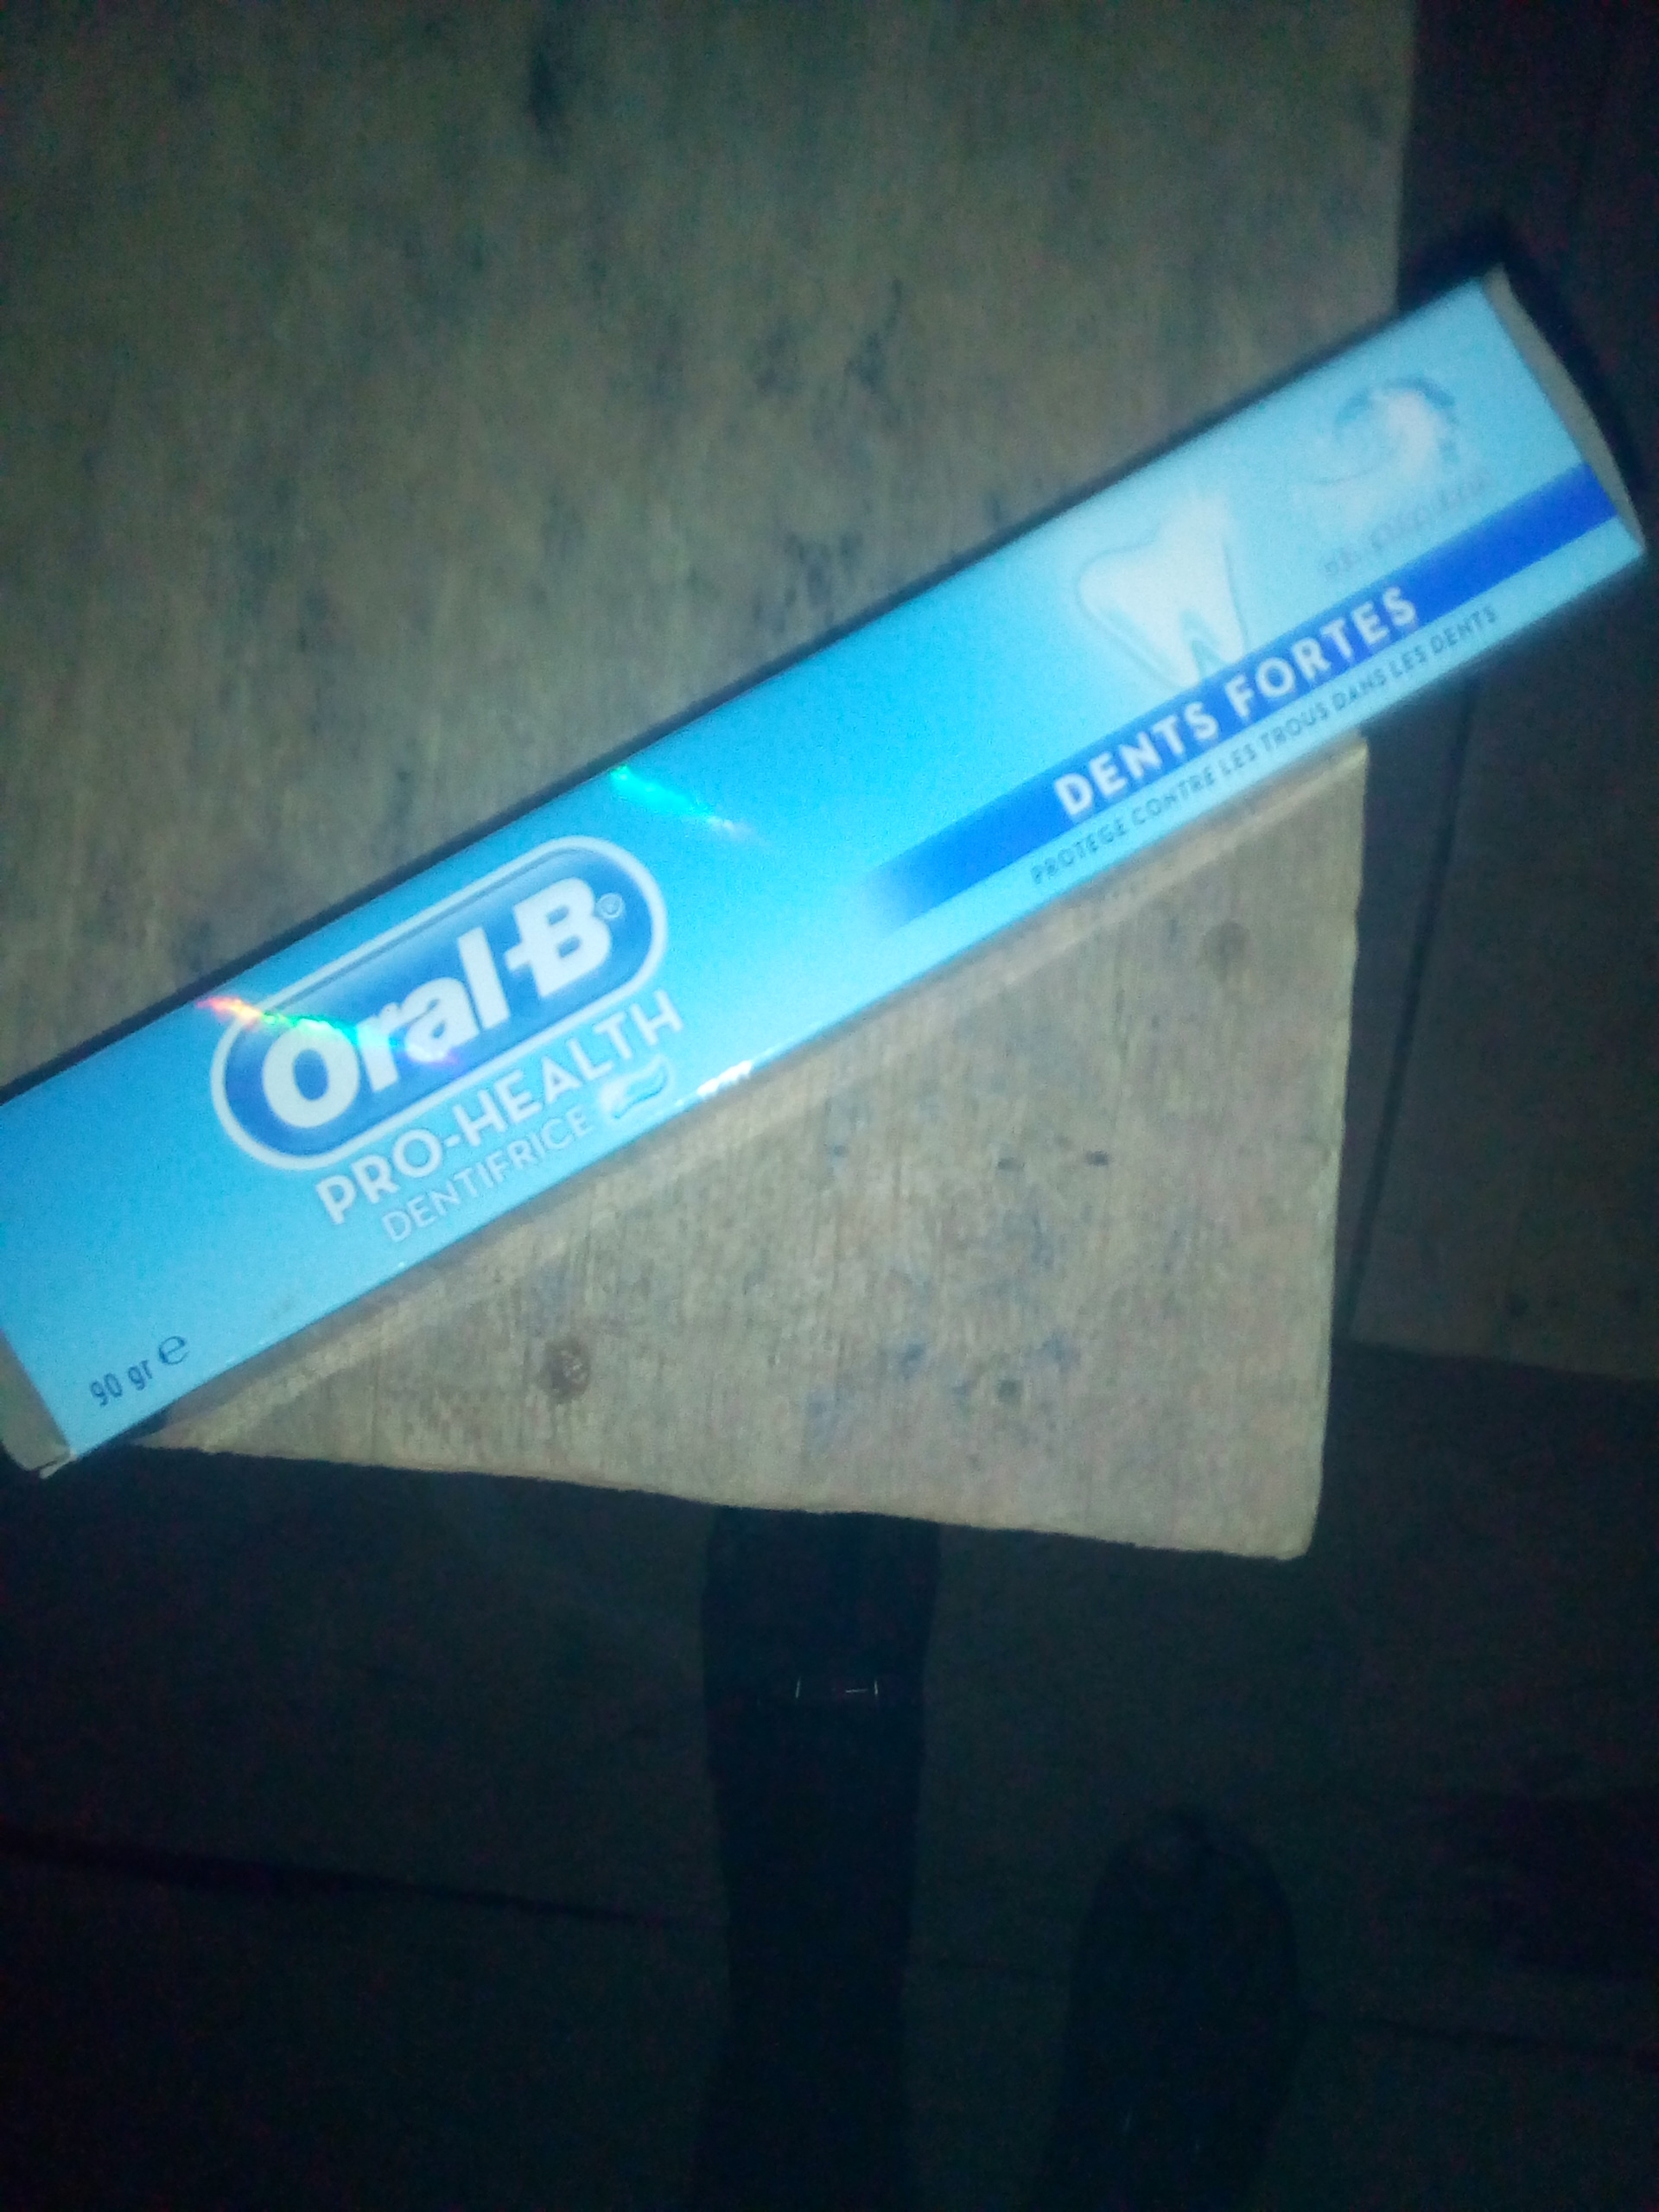 Oral-B
PRO-HEALTH
DENTIFRICE
90 gr e
DENTS FORTES
PROTEGE CONTRE LES TROUS DANS LES DENTS